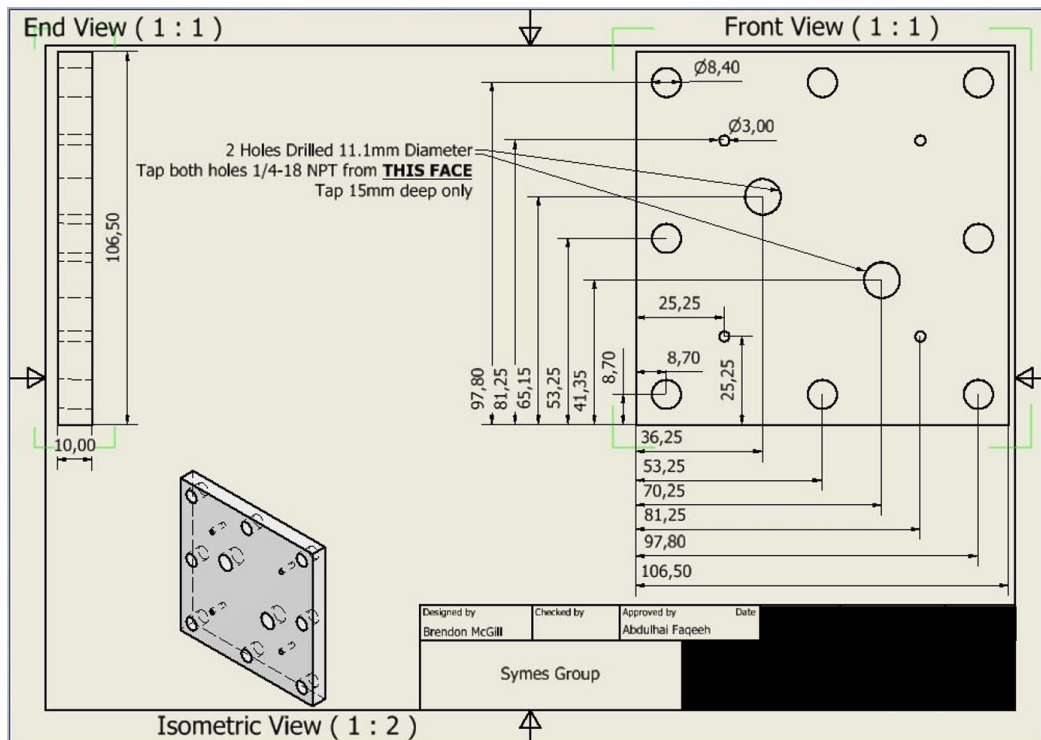 End View ( 1 : 1 )
Front View ( 1 : 1 )
Ø8,40
Ø3,00
2 Holes Drilled 11.1mm Diameter
Tap both holes 1/4-18 NPT from THIS FACE
Tap 15mm deep only
106,50
10,00
97,80
81,25
65,15
53,25
41,35
8,70
25,25
8,70
25,25
36,25
53,25
70,25
81,25
97,80
106,50
Designed by
Brendon McGill
Checked by
Approved by
Date
Abdulhai Faqeeh
Symes Group
Isometric View ( 1 : 2 )